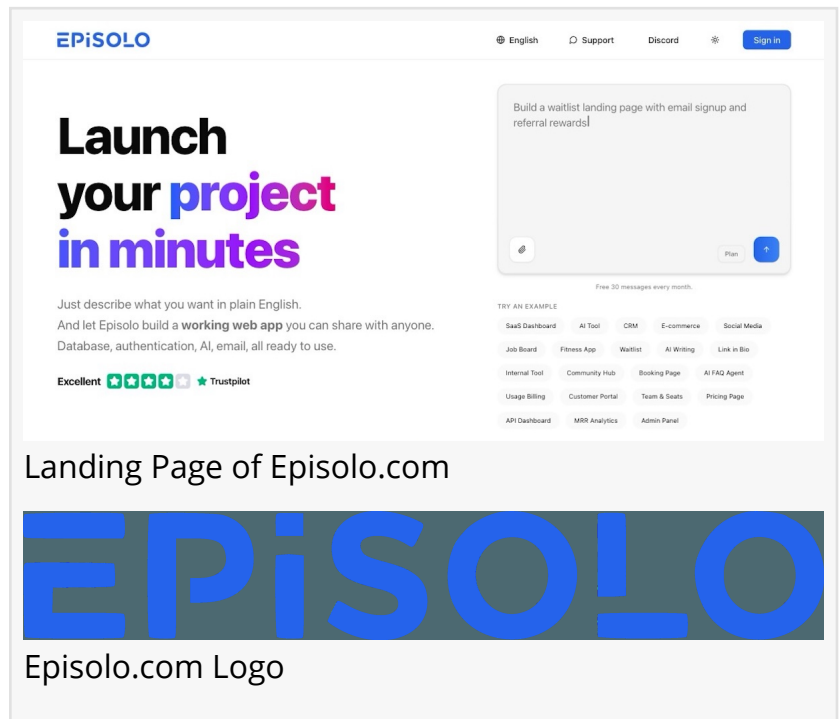 EPiSOLO
English Support Discord Sign in
Launch
your project
in minutes
Just describe what you want in plain English.
And let Episolo build a working web app you can share with anyone.
Database, authentication, AI, email, all ready to use.
Excellent Trustpilot
Build a waitlist landing page with email signup and
referral rewards
Plan
Free 30 messages every month.
TRY AN EXAMPLE
SaaS Dashboard AI Tool CRM E-commerce Social Media
Job Board Fitness App Waitlist AI Writing Link in Bio
Internal Tool Community Hub Booking Page AI FAQ Agent
Usage Billing Customer Portal Team & Seats Pricing Page
API Dashboard MRR Analytics Admin Panel
Landing Page of Episolo.com
EPiSOLO
Episolo.com Logo